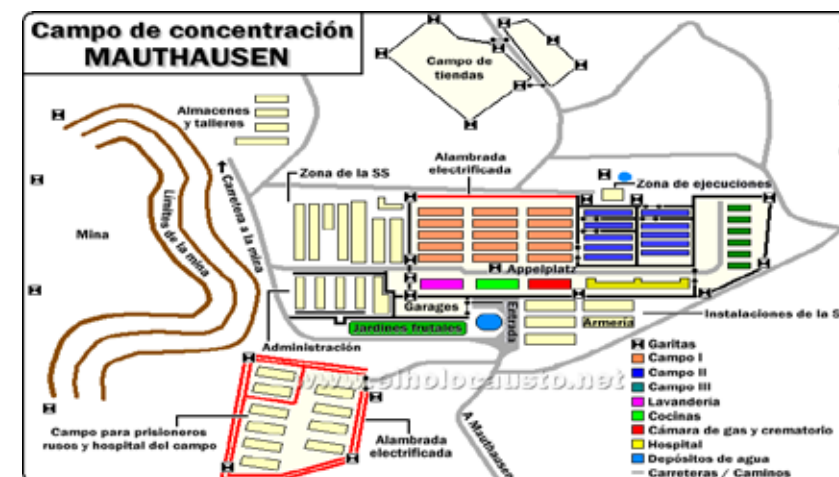 Campo de concentración
MAUTHAUSEN
Campo de
tiendas
Almacenes
y talleres
Alambrada
electrificada
Zona de la SS
Zona de ejecuciones
Carretera a la mina
Límites de la mina
Mina
Appelplatz
Garages
Entrada
Jardines frutales
Armería
Instalaciones de la S
Administración
www.elholocausto.net
Campo para prisioneros
rusos y hospital del campo
Alambrada
electrificada
A Mauthausen
Garitas
Campo I
Campo II
Campo III
Lavandería
Cocinas
Cámara de gas y crematorio
Hospital
Depósitos de agua
Carreteras / Caminos